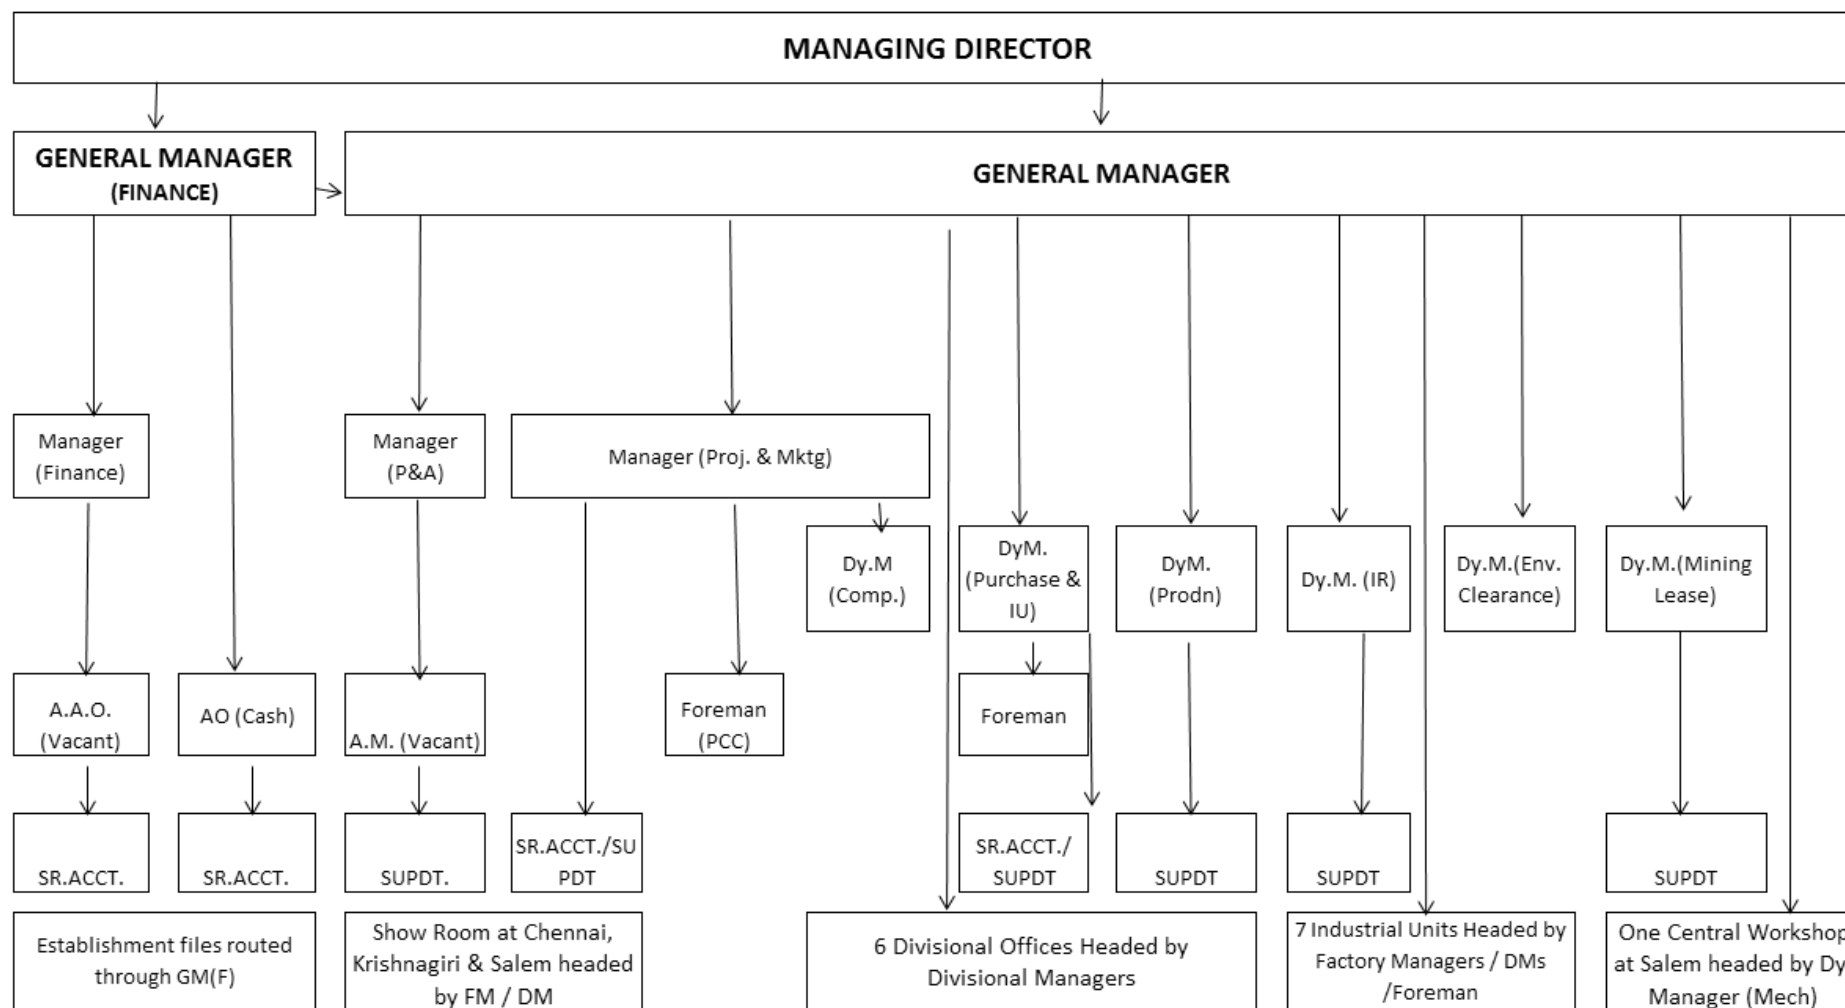 MANAGING DIRECTOR
GENERAL MANAGER
(FINANCE)
GENERAL MANAGER
Manager
(Finance)
Manager
(P&A)
Manager (Proj. & Mktg)
Dy.M
(Comp.)
DyM.
(Purchase &
IU)
DyM.
(Prodn)
Dy.M. (IR)
Dy.M.(Env.
Clearance)
Dy.M.(Mining
Lease)
A.A.O.
(Vacant)
AO (Cash)
A.M. (Vacant)
Foreman
(PCC)
Foreman
SR.ACCT.
SR.ACCT.
SUPDT.
SR.ACCT./SU
PDT
SR.ACCT./
SUPDT
SUPDT
SUPDT
SUPDT
Establishment files routed
through GM(F)
Show Room at Chennai,
Krishnagiri & Salem headed
by FM / DM
6 Divisional Offices Headed by
Divisional Managers
7 Industrial Units Headed by
Factory Managers / DMs
/Foreman
One Central Workshop
at Salem headed by Dy
Manager (Mech)